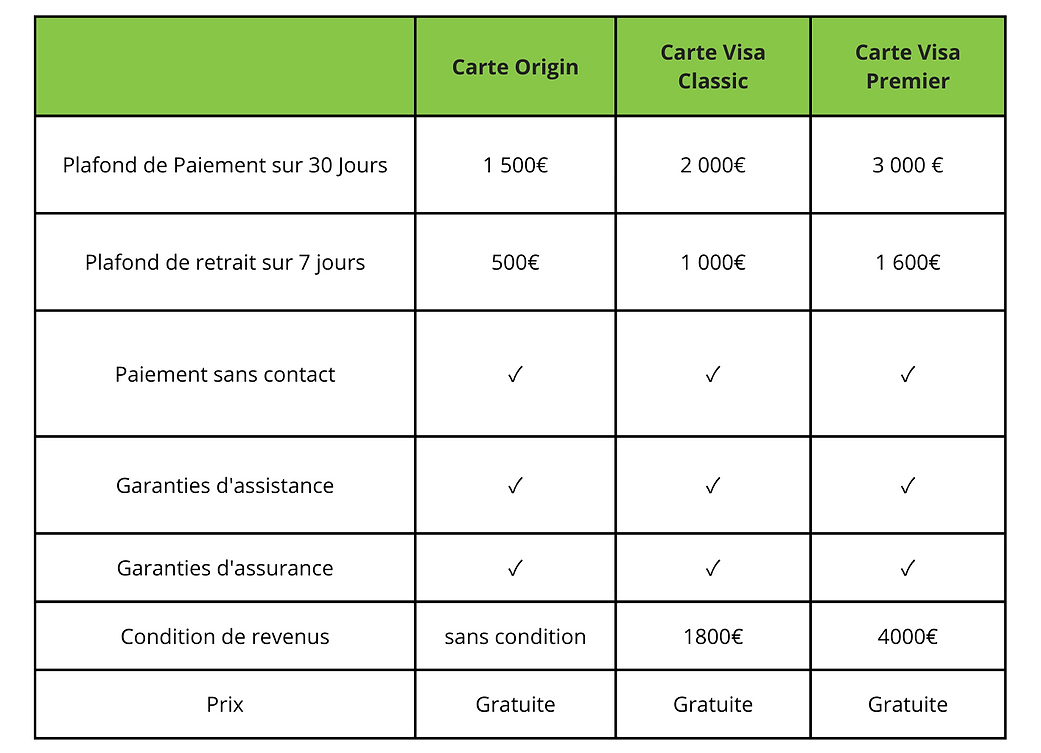 Carte Origin
Carte Visa
Classic
Carte Visa
Premier
Plafond de Paiement sur 30 Jours
1 500€
2 000€
3 000 €
Plafond de retrait sur 7 jours
500€
1 000€
1 600€
Paiement sans contact
✓
✓
✓
Garanties d'assistance
✓
✓
✓
Garanties d'assurance
✓
✓
✓
Condition de revenus
sans condition
1800€
4000€
Prix
Gratuite
Gratuite
Gratuite